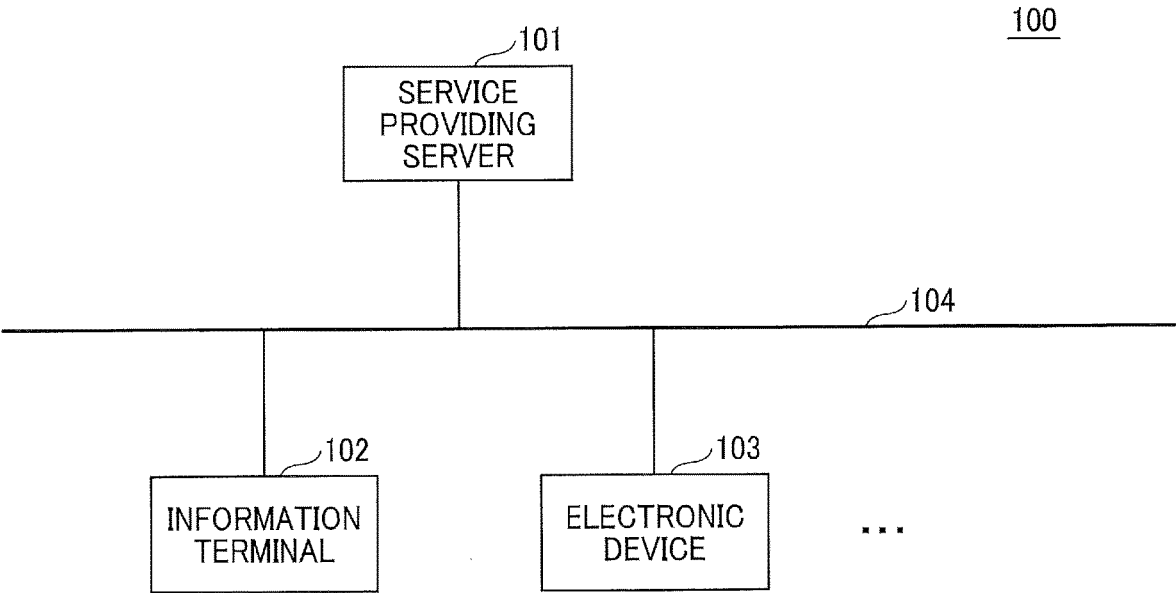 100
101
SERVICE
PROVIDING
SERVER
104
102
INFORMATION
TERMINAL
103
ELECTRONIC
DEVICE
...